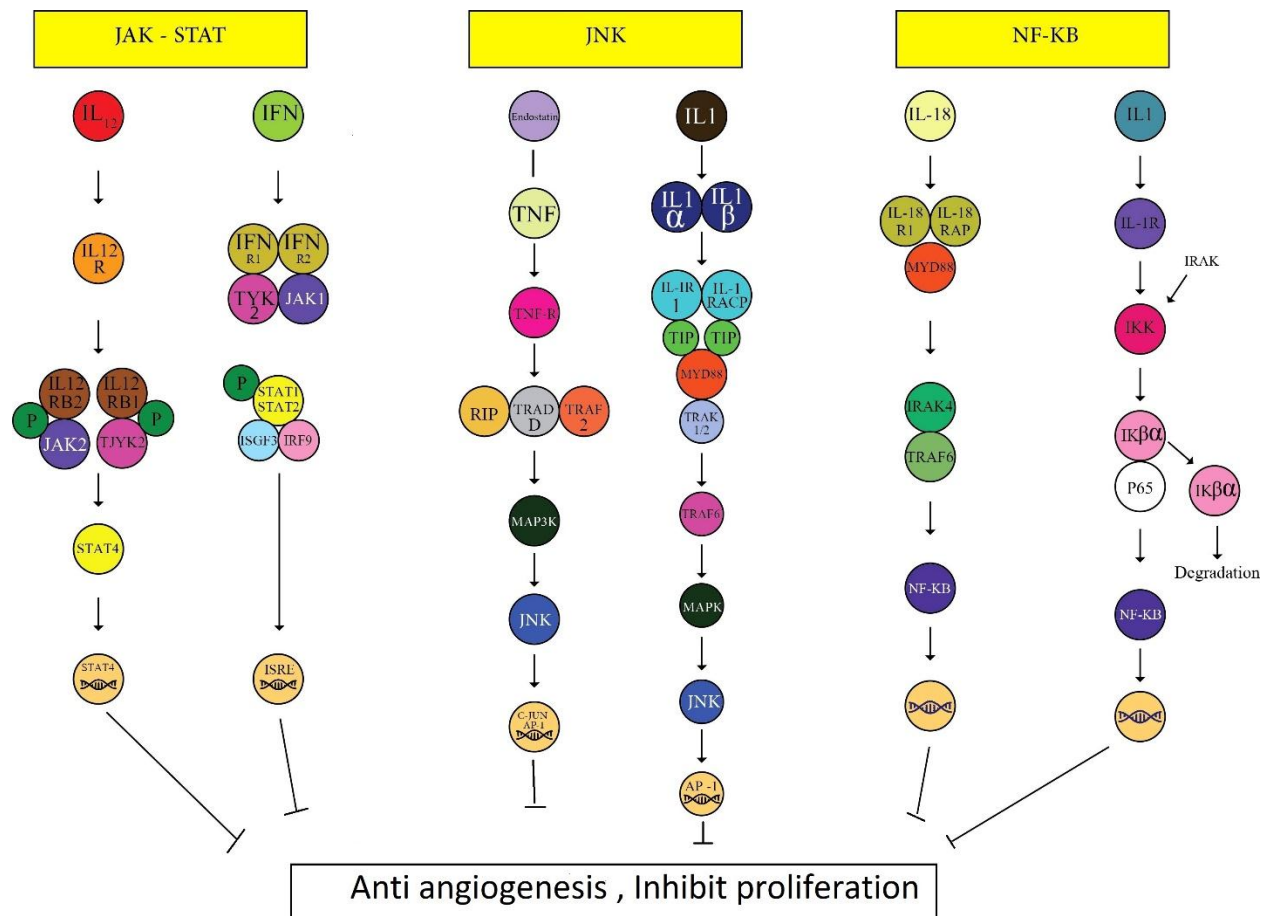 JAK - STAT
IL12
IL12
R
IL12
RB2
IL12
RB1
P
P
JAK2
TJYK2
STAT4
STAT4
IFN
IFN
R1
IFN
R2
TYK
2
JAK1
P
STAT1
STAT2
ISGF3
IRF9
ISRE
JNK
Endostatin
TNF
TNF-R
RIP
TRAD
D
TRAF
2
MAP3K
JNK
C-JUN
AP-1
IL1
IL1
α
IL1
β
IL-1R
1
IL-1
RACP
TIP
TIP
MYD88
TRAK
1/2
TRAF6
MAPK
JNK
AP -1
NF-KB
IL-18
IL-18
R1
IL-18
RAP
MYD88
IRAK4
TRAF6
NF-KB
IL1
IL-1R
IRAK
IKK
IKβα
P65
IKβα
Degradation
NF-KB
Anti angiogenesis , Inhibit proliferation